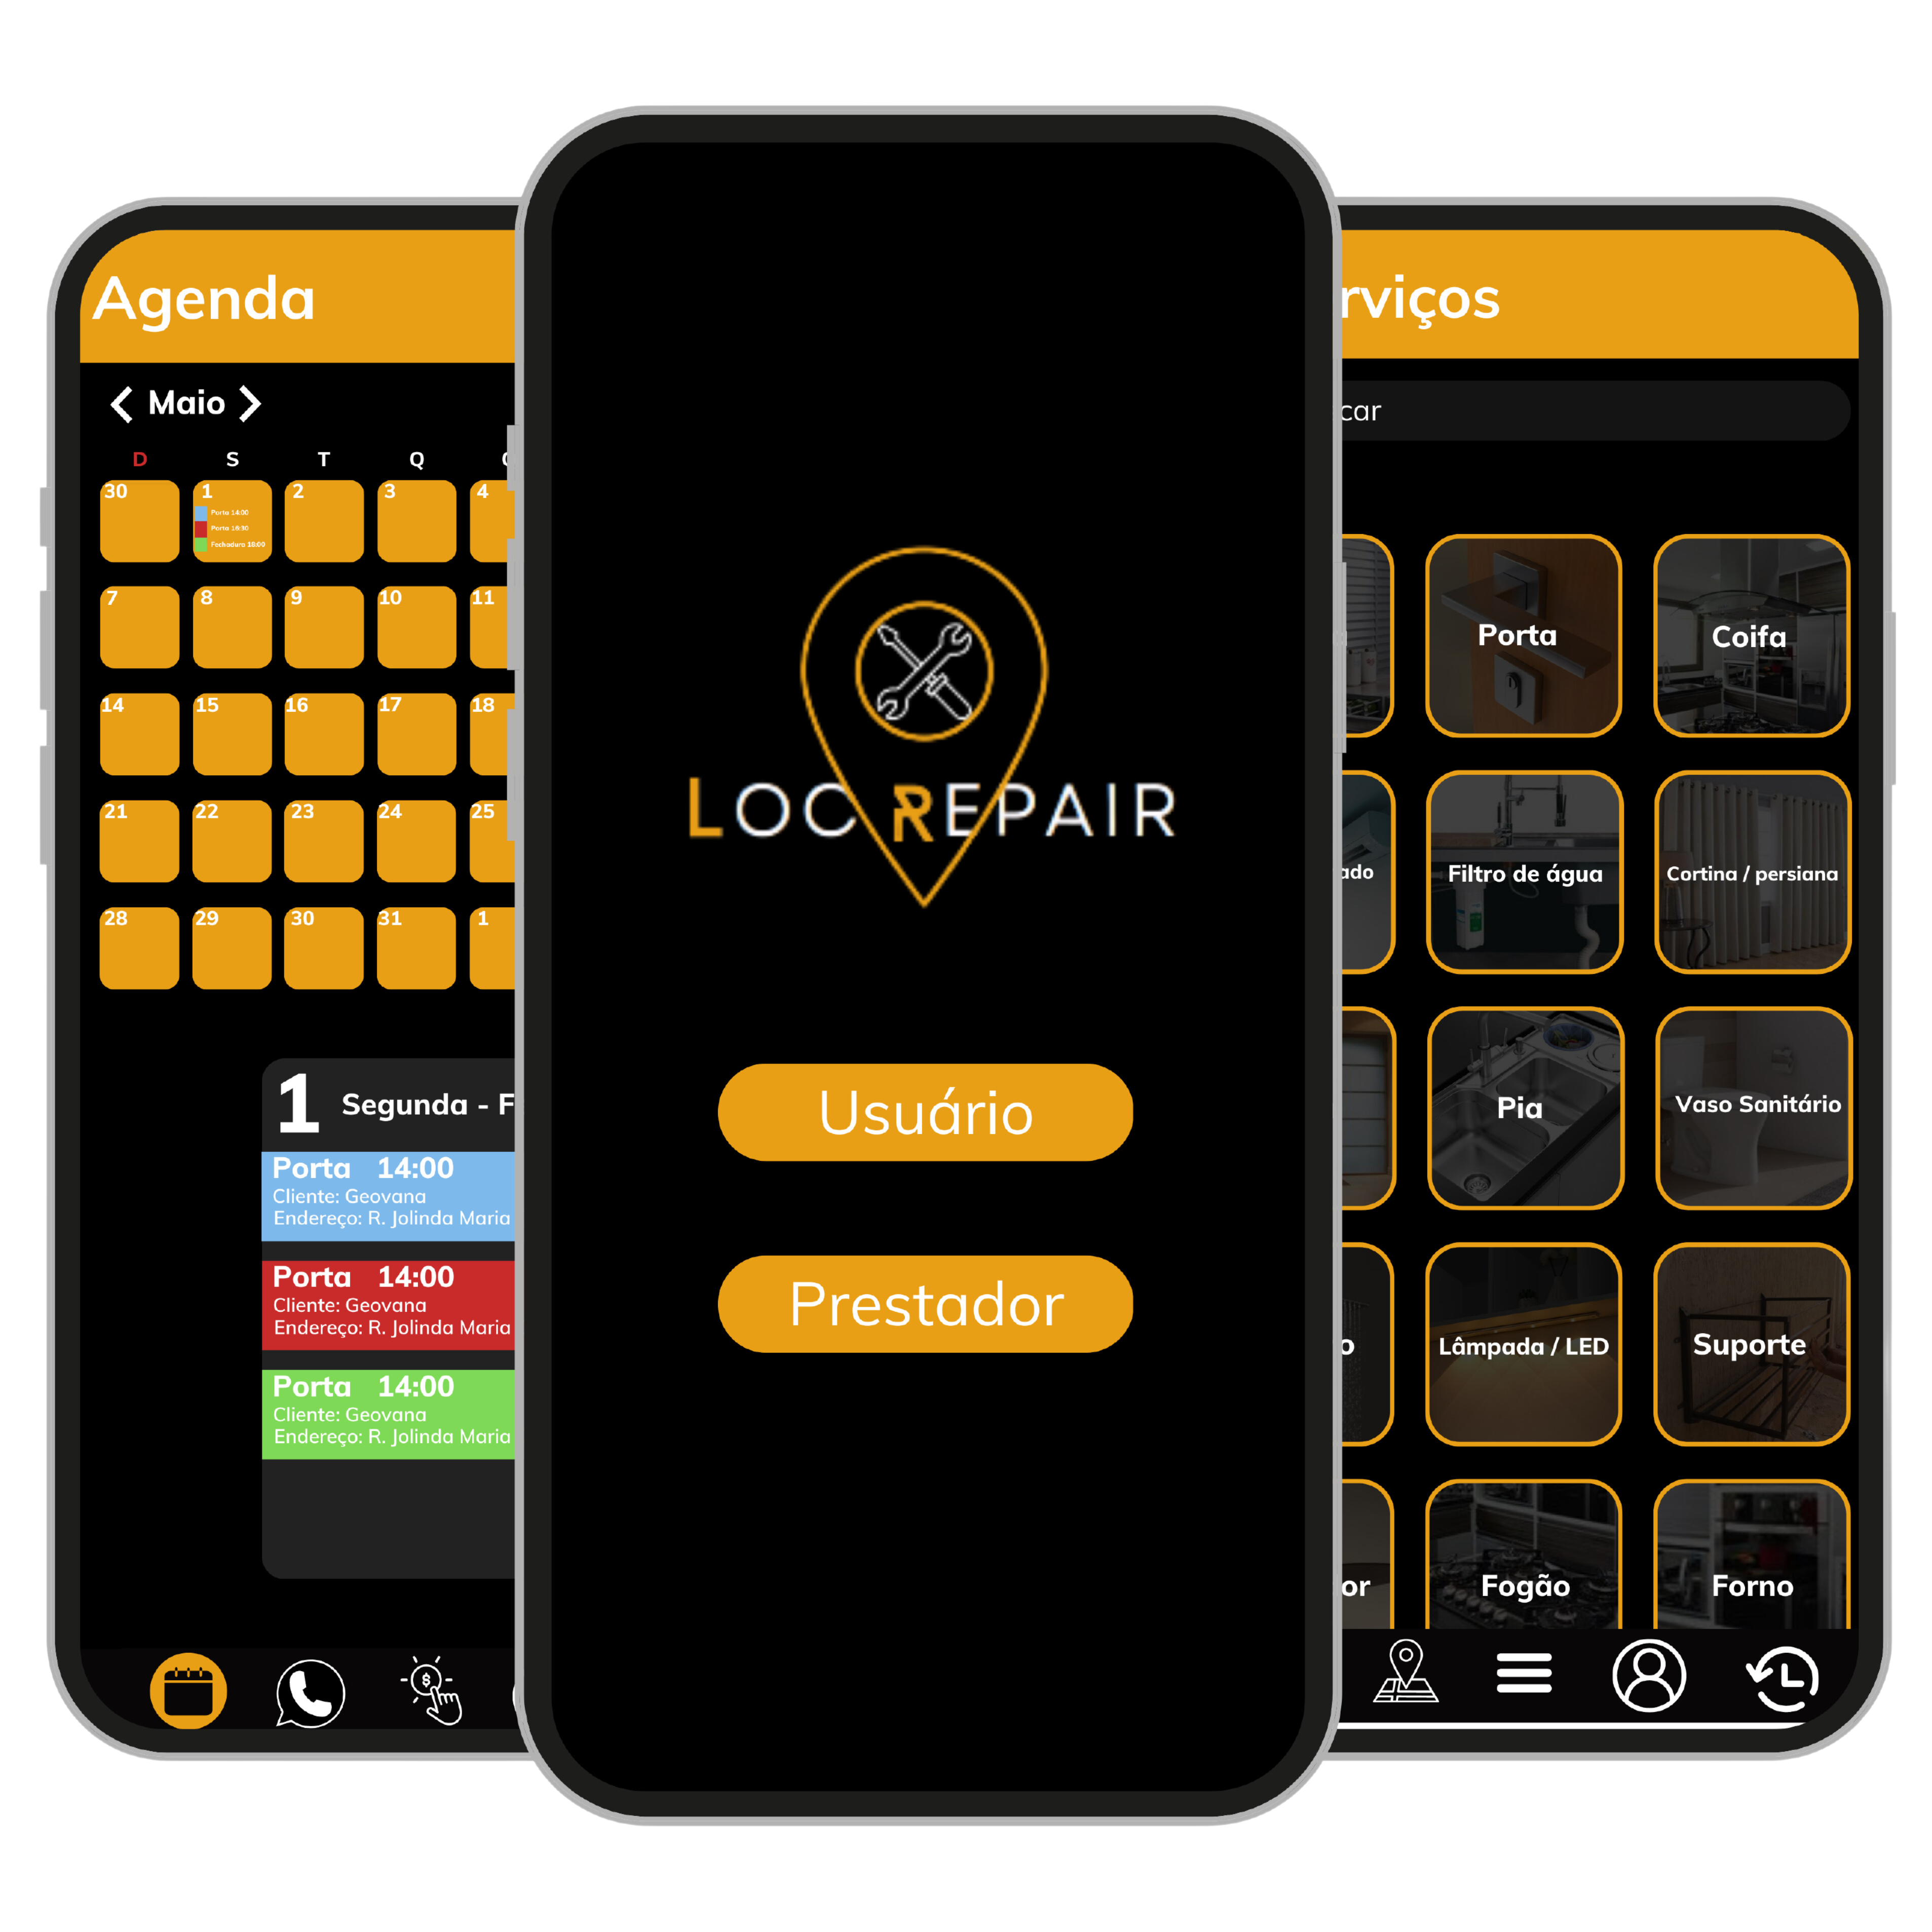 Agenda
Maio
D S T Q
30 1 2 3 4
Porta 14:00
Porta 16:30
Fechadura 18:00
7 8 9 10 11
14 15 16 17 18
21 22 23 24 25
28 29 30 31 1
1 Segunda - F
Porta 14:00
Cliente: Geovana
Endereço: R. Jolinda Maria
Porta 14:00
Cliente: Geovana
Endereço: R. Jolinda Maria
Porta 14:00
Cliente: Geovana
Endereço: R. Jolinda Maria
LOC REPAIR
Usuário
Prestador
rviços
car
Porta
Coifa
ado
Filtro de água
Cortina / persiana
Pia
Vaso Sanitário
o
Lâmpada / LED
Suporte
or
Fogão
Forno